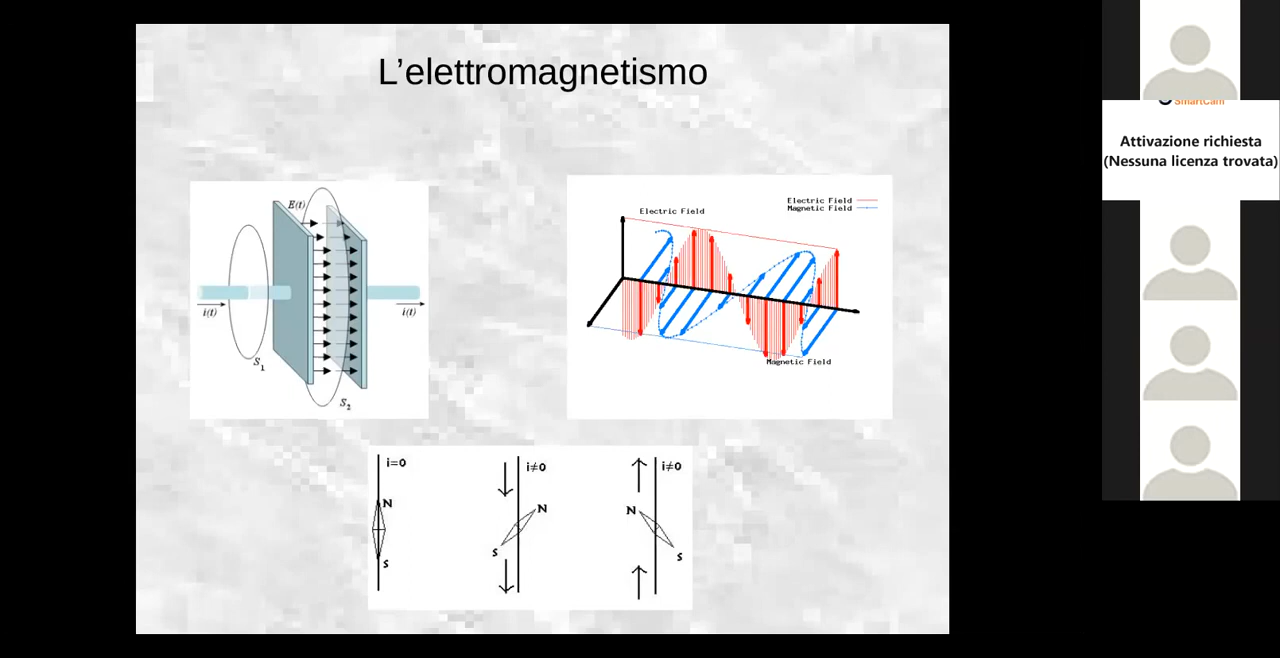 L’elettromagnetismo
E(t)
i(t)
i(t)
S1
S2
Electric Field
Magnetic Field
Electric Field
Magnetic Field
i=0
N
S
i≠0
N
S
i≠0
N
S
SmartCam
Attivazione richiesta
(Nessuna licenza trovata)